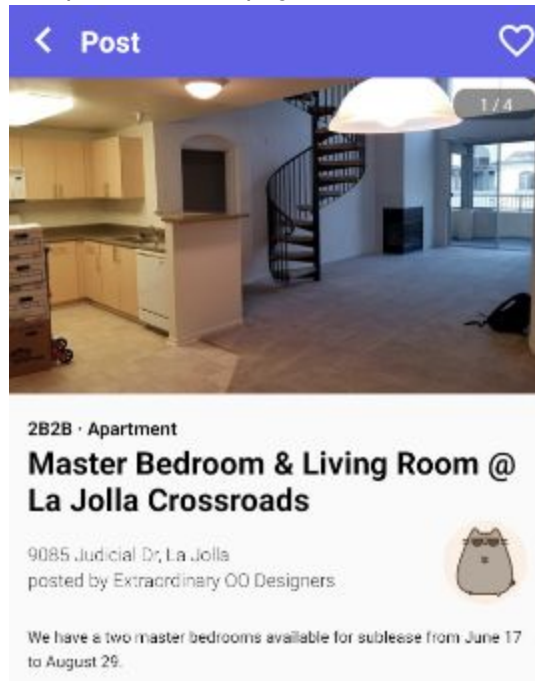 Post
1/4
2B2B · Apartment
Master Bedroom & Living Room @
La Jolla Crossroads
9085 Judicial Dr, La Jolla
posted by Extraordinary OO Designers
We have a two master bedrooms available for sublease from June 17
to August 29.